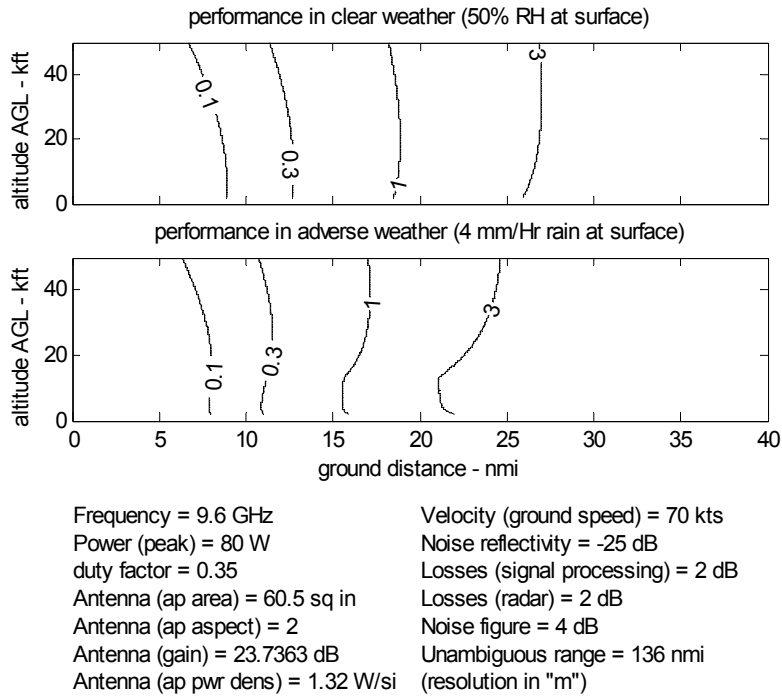 performance in clear weather (50% RH at surface)
altitude AGL - kft
40
20
0
0.1
0.3
1
3
performance in adverse weather (4 mm/Hr rain at surface)
altitude AGL - kft
40
20
0
0.1
0.3
1
3
0 5 10 15 20 25 30 35 40
ground distance - nmi
Frequency = 9.6 GHz
Power (peak) = 80 W
duty factor = 0.35
Antenna (ap area) = 60.5 sq in
Antenna (ap aspect) = 2
Antenna (gain) = 23.7363 dB
Antenna (ap pwr dens) = 1.32 W/si
Velocity (ground speed) = 70 kts
Noise reflectivity = -25 dB
Losses (signal processing) = 2 dB
Losses (radar) = 2 dB
Noise figure = 4 dB
Unambiguous range = 136 nmi
(resolution in "m")